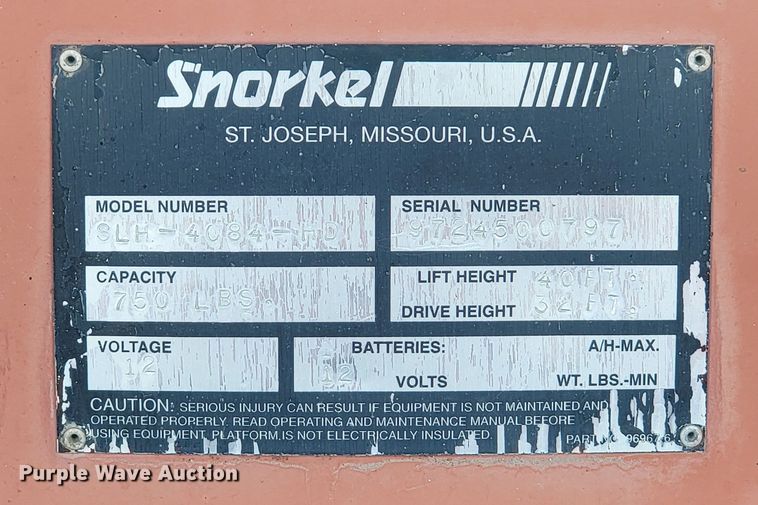 Snorkel
ST. JOSEPH, MISSOURI, U.S.A.
MODEL NUMBER
SLH-4084-HD
SERIAL NUMBER
9724500797
CAPACITY
750 LBS.
LIFT HEIGHT 40 FT.
DRIVE HEIGHT
VOLTAGE
12
BATTERIES: A/H-MAX.
12 VOLTS WT. LBS.-MIN
CAUTION: SERIOUS INJURY CAN RESULT IF EQUIPMENT IS NOT MAINTAINED AND
OPERATED PROPERLY. READ OPERATING AND MAINTENANCE MANUAL BEFORE
USING EQUIPMENT. PLATFORM IS NOT ELECTRICALLY INSULATED.
PART NO.
Purple Wave Auction